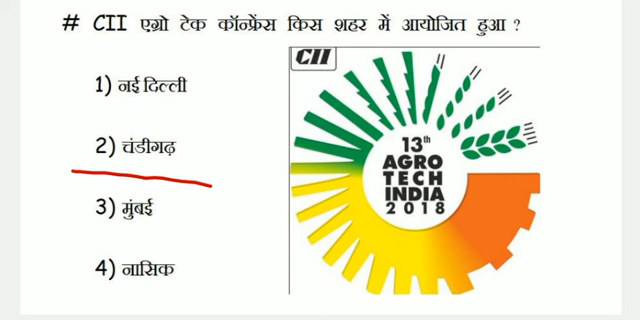 # CII एग्रो टेक कॉन्फ्रेंस किस शहर में आयोजित हुआ ?
1) नई दिल्ली
2) चंडीगढ़
3) मुंबई
4) नासिक
CII
13th
AGRO
TECH
INDIA
2018